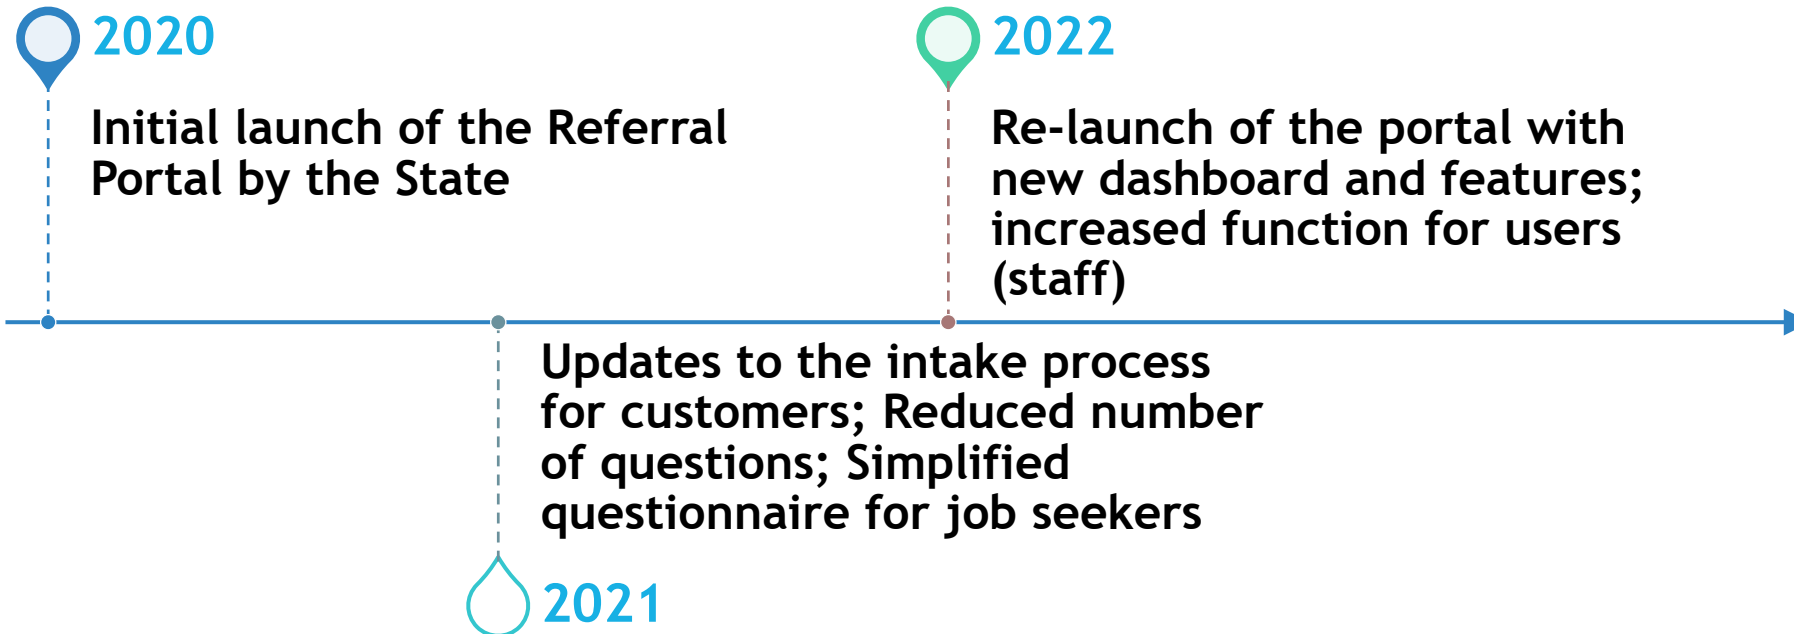 2020
Initial launch of the Referral
Portal by the State
2022
Re-launch of the portal with
new dashboard and features;
increased function for users
(staff)
Updates to the intake process
for customers; Reduced number
of questions; Simplified
questionnaire for job seekers
2021